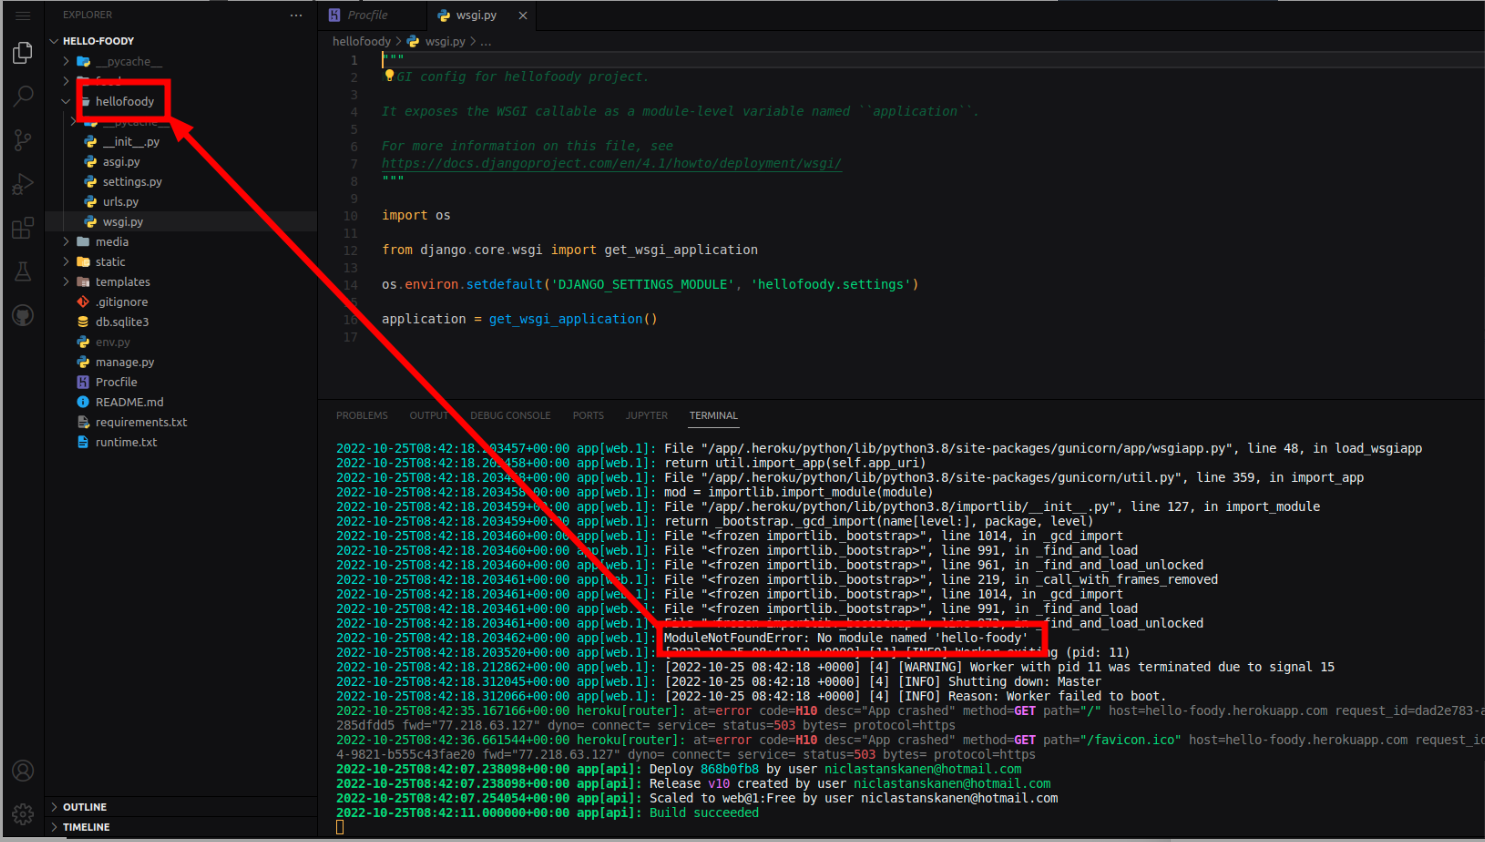 EXPLORER
HELLO-FOODY
__pycache__
hellofoody
__pycache__
__init__.py
asgi.py
settings.py
urls.py
wsgi.py
media
static
templates
.gitignore
db.sqlite3
env.py
manage.py
Procfile
README.md
requirements.txt
runtime.txt
OUTLINE
TIMELINE
Procfile
wsgi.py
hellofoody > wsgi.py > ...
1 """
2 GI config for hellofoody project.
3
4 It exposes the WSGI callable as a module-level variable named ``application``.
5
6 For more information on this file, see
7 https://docs.djangoproject.com/en/4.1/howto/deployment/wsgi/
8 """
9
10 import os
11
12 from django.core.wsgi import get_wsgi_application
13
14 os.environ.setdefault('DJANGO_SETTINGS_MODULE', 'hellofoody.settings')
15
16 application = get_wsgi_application()
17
PROBLEMS OUTPUT DEBUG CONSOLE PORTS JUPYTER TERMINAL
2022-10-25T08:42:18.203457+00:00 app[web.1]: File "/app/.heroku/python/lib/python3.8/site-packages/gunicorn/app/wsgiapp.py", line 48, in load_wsgiapp
2022-10-25T08:42:18.203458+00:00 app[web.1]: return util.import_app(self.app_uri)
2022-10-25T08:42:18.203458+00:00 app[web.1]: File "/app/.heroku/python/lib/python3.8/site-packages/gunicorn/util.py", line 359, in import_app
2022-10-25T08:42:18.203458+00:00 app[web.1]: mod = importlib.import_module(module)
2022-10-25T08:42:18.203459+00:00 app[web.1]: File "/app/.heroku/python/lib/python3.8/importlib/__init__.py", line 127, in import_module
2022-10-25T08:42:18.203459+00:00 app[web.1]: return _bootstrap._gcd_import(name[level:], package, level)
2022-10-25T08:42:18.203460+00:00 app[web.1]: File "<frozen importlib._bootstrap>", line 1014, in _gcd_import
2022-10-25T08:42:18.203460+00:00 app[web.1]: File "<frozen importlib._bootstrap>", line 991, in _find_and_load
2022-10-25T08:42:18.203460+00:00 app[web.1]: File "<frozen importlib._bootstrap>", line 961, in _find_and_load_unlocked
2022-10-25T08:42:18.203461+00:00 app[web.1]: File "<frozen importlib._bootstrap>", line 219, in _call_with_frames_removed
2022-10-25T08:42:18.203461+00:00 app[web.1]: File "<frozen importlib._bootstrap>", line 1014, in _gcd_import
2022-10-25T08:42:18.203461+00:00 app[web.1]: File "<frozen importlib._bootstrap>", line 991, in _find_and_load
2022-10-25T08:42:18.203461+00:00 app[web.1]: File "<frozen importlib._bootstrap>", line 973, in _find_and_load_unlocked
2022-10-25T08:42:18.203462+00:00 app[web.1]: ModuleNotFoundError: No module named 'hello-foody'
2022-10-25T08:42:18.203520+00:00 app[web.1]: [2022-10-25 08:42:18 +0000] [11] [INFO] Worker exiting (pid: 11)
2022-10-25T08:42:18.212862+00:00 app[web.1]: [2022-10-25 08:42:18 +0000] [4] [WARNING] Worker with pid 11 was terminated due to signal 15
2022-10-25T08:42:18.312045+00:00 app[web.1]: [2022-10-25 08:42:18 +0000] [4] [INFO] Shutting down: Master
2022-10-25T08:42:18.312066+00:00 app[web.1]: [2022-10-25 08:42:18 +0000] [4] [INFO] Reason: Worker failed to boot.
2022-10-25T08:42:35.167166+00:00 heroku[router]: at=error code=H10 desc="App crashed" method=GET path="/" host=hello-foody.herokuapp.com request_id=dad2e783-a
285dfdd5 fwd="77.218.63.127" dyno= connect= service= status=503 bytes= protocol=https
2022-10-25T08:42:36.661544+00:00 heroku[router]: at=error code=H10 desc="App crashed" method=GET path="/favicon.ico" host=hello-foody.herokuapp.com request_id
4-9821-b555c43fae20 fwd="77.218.63.127" dyno= connect= service= status=503 bytes= protocol=https
2022-10-25T08:42:07.238098+00:00 app[api]: Deploy 868b0fb8 by user niclastanskanen@hotmail.com
2022-10-25T08:42:07.238098+00:00 app[api]: Release v10 created by user niclastanskanen@hotmail.com
2022-10-25T08:42:07.254054+00:00 app[api]: Scaled to web@1:Free by user niclastanskanen@hotmail.com
2022-10-25T08:42:11.000000+00:00 app[api]: Build succeeded